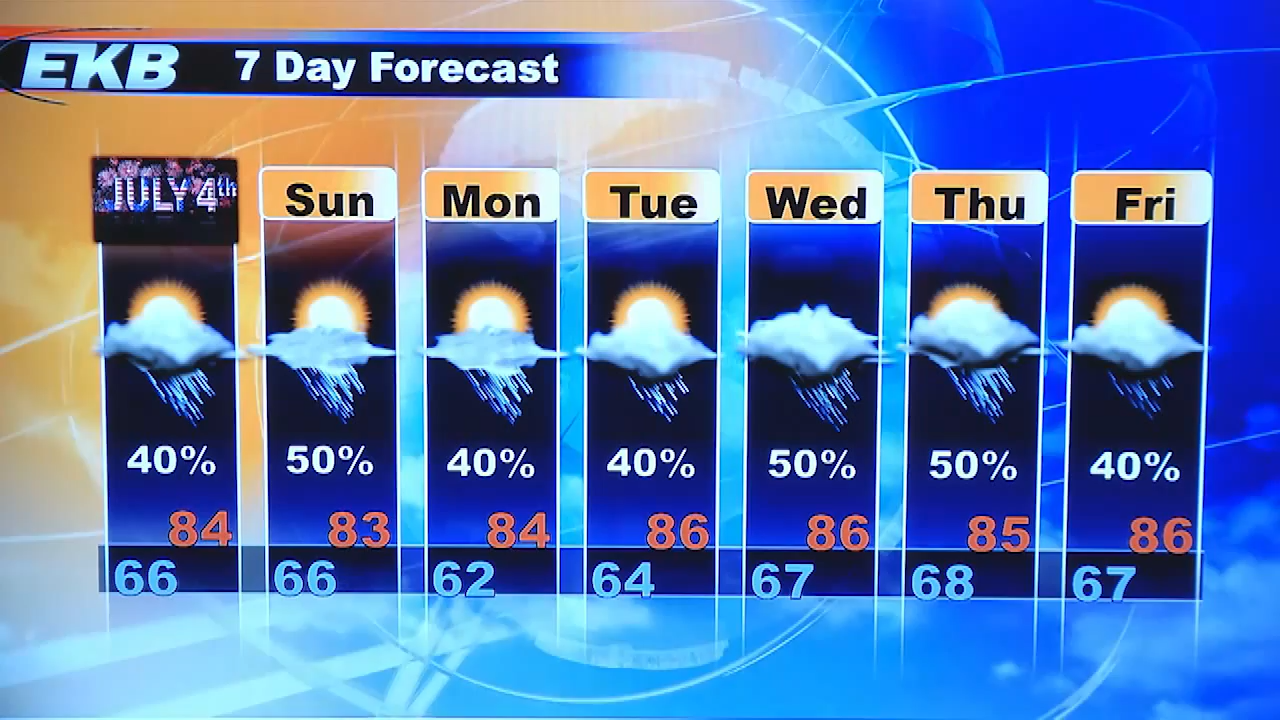 EKB 7 Day Forecast
JULY 4th Sun Mon Tue Wed Thu Fri
40% 50% 40% 40% 50% 50% 40%
84 83 84 86 86 85 86
66 66 62 64 67 68 67